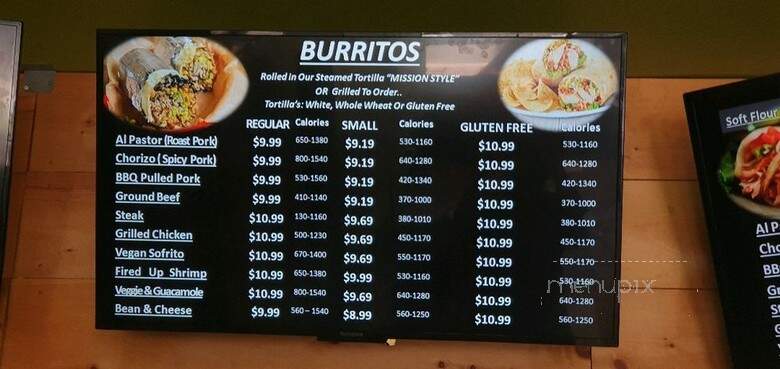 BURRITOS
Rolled in Our Steamed Tortilla "MISSION STYLE"
OR Grilled To Order..
Tortilla's: White, Whole Wheat Or Gluten Free
REGULAR Calories SMALL Calories GLUTEN FREE Calories
Al Pastor (Roast Pork) $9.99 650-1380 $9.19 530-1160 $10.99 530-1160
Chorizo (Spicy Pork) $9.99 800-1540 $9.19 640-1280 $10.99 640-1280
BBQ Pulled Pork $9.99 530-1560 $9.19 420-1340 $10.99 420-1340
Ground Beef $9.99 410-1140 $9.19 370-1000 $10.99 370-1000
Steak $10.99 130-1160 $9.69 380-1010 $10.99 380-1010
Grilled Chicken $10.99 500-1230 $9.69 450-1170 $10.99 450-1170
Vegan Sofrito $10.99 670-1400 $9.69 550-1170 $10.99 550-1170
Fired Up Shrimp $10.99 650-1380 $9.99 530-1160 $10.99 530-1160
Veggie & Guacamole $10.99 800-1540 $9.69 640-1280 $10.99 640-1280
Bean & Cheese $9.99 560 – 1540 $8.99 560-1250 $10.99 560-1250
menupix
Soft Flour
Al P
Cho
BB
Gr
St